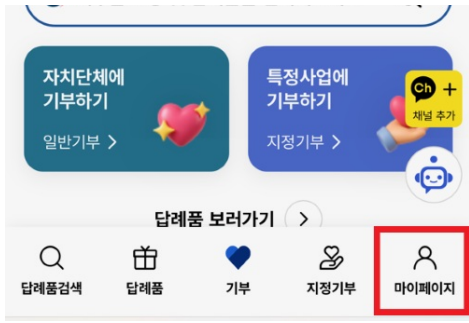 자치단체에
기부하기
일반기부 >
특정사업에
기부하기
지정기부 >
Ch +
채널 추가
답례품 보러가기 >
답례품검색
답례품
기부
지정기부
마이페이지